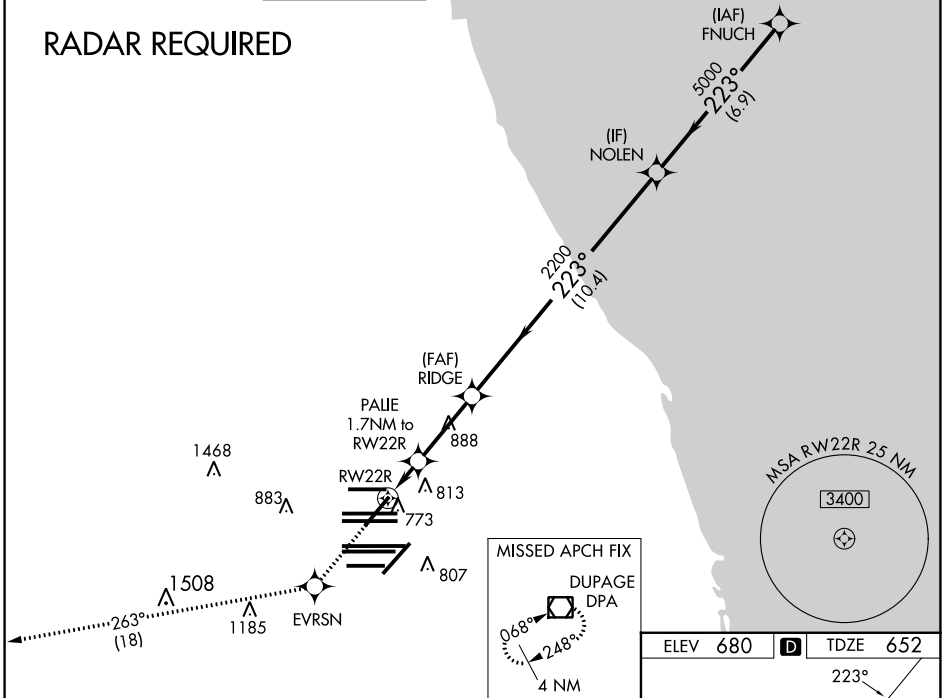 RADAR REQUIRED
(IAF)
FNUCH
5000
223°
(6.9)
(IF)
NOLEN
2200
223°
(10.4)
(FAF)
RIDGE
PALIE
1.7NM to
RW22R
888
1468
RW22R
813
883
773
MSA RW22R 25 NM
3400
807
1508
EVRSN
1185
263°
(18)
MISSED APCH FIX
DUPAGE
DPA
068°
248°
4 NM
ELEV 680 D TDZE 652
223°